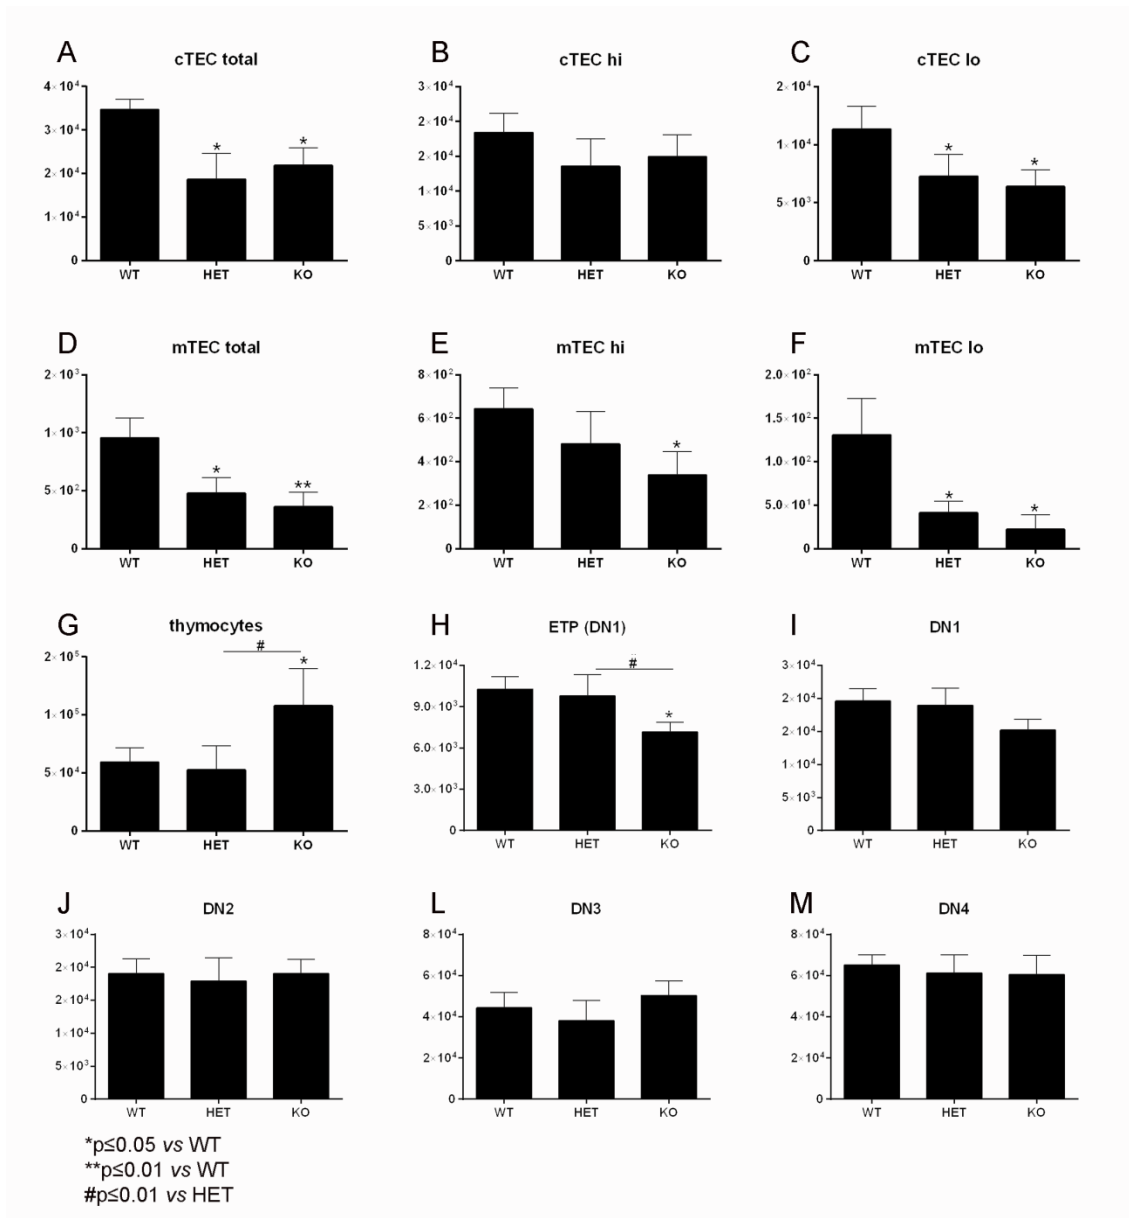 A
cTEC total
4×10⁴
3×10⁴
2×10⁴
1×10⁴
0
WT HET KO
* *
B
cTEC hi
3×10⁴
2×10⁴
2×10⁴
1×10⁴
5×10³
0
WT HET KO
C
cTEC lo
2×10⁴
1×10⁴
5×10³
0
WT HET KO
* *
D
mTEC total
2×10³
1×10³
5×10²
0
WT HET KO
* **
E
mTEC hi
8×10²
6×10²
4×10²
2×10²
0
WT HET KO
*
F
mTEC lo
2.0×10²
1.5×10²
1.0×10²
5.0×10¹
0
WT HET KO
* *
G
thymocytes
#
*
2×10⁵
1×10⁵
5×10⁴
0
WT HET KO
H
ETP (DN1)
#
*
1.2×10⁴
9.0×10³
6.0×10³
3.0×10³
0
WT HET KO
I
DN1
3×10⁴
2×10⁴
2×10⁴
1×10⁴
5×10³
0
WT HET KO
J
DN2
3×10⁴
2×10⁴
2×10⁴
1×10⁴
5×10³
0
WT HET KO
L
DN3
8×10⁴
6×10⁴
4×10⁴
2×10⁴
0
WT HET KO
M
DN4
8×10⁴
6×10⁴
4×10⁴
2×10⁴
0
WT HET KO
*p≤0.05 vs WT
**p≤0.01 vs WT
#p≤0.01 vs HET